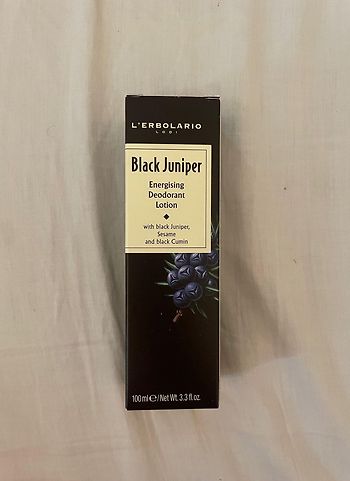 L'ERBOLARIO
LODI
Black Juniper
Energising
Deodorant
Lotion
with black Juniper,
Sesame
and black Cumin
100 ml ℮ / Net Wt. 3.3 fl. oz.